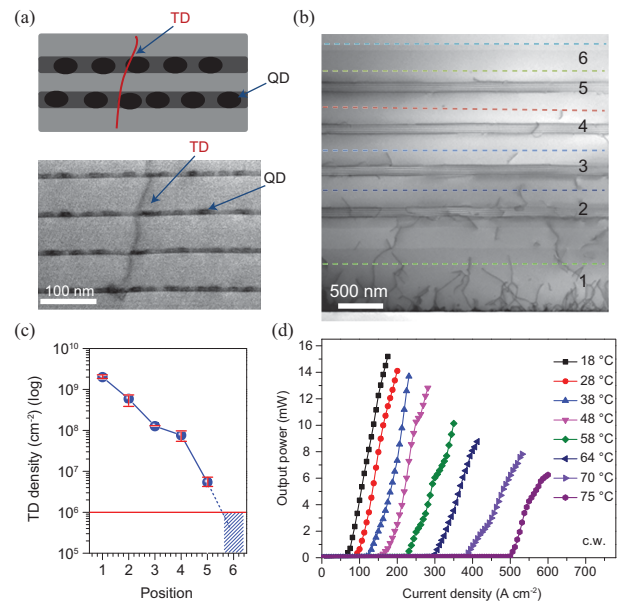 (a)
TD
QD
TD
QD
100 nm
(b)
6
5
4
3
2
1
500 nm
(c)
TD density (cm⁻²) (log)
10¹⁰
10⁹
10⁸
10⁷
10⁶
10⁵
1 2 3 4 5 6
Position
(d)
Output power (mW)
16
14
12
10
8
6
4
2
0
0 100 200 300 400 500 600 700
Current density (A cm⁻²)
18 °C
28 °C
38 °C
48 °C
58 °C
64 °C
70 °C
75 °C
c.w.